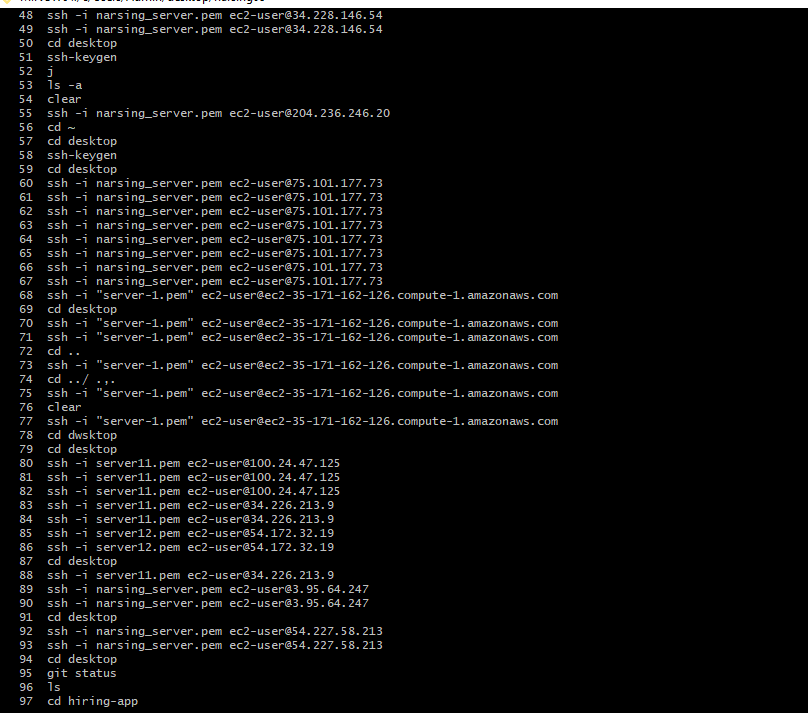 48 ssh -i narsing_server.pem ec2-user@34.228.146.54
49 ssh -i narsing_server.pem ec2-user@34.228.146.54
50 cd desktop
51 ssh-keygen
52 j
53 ls -a
54 clear
55 ssh -i narsing_server.pem ec2-user@204.236.246.20
56 cd ~
57 cd desktop
58 ssh-keygen
59 cd desktop
60 ssh -i narsing_server.pem ec2-user@75.101.177.73
61 ssh -i narsing_server.pem ec2-user@75.101.177.73
62 ssh -i narsing_server.pem ec2-user@75.101.177.73
63 ssh -i narsing_server.pem ec2-user@75.101.177.73
64 ssh -i narsing_server.pem ec2-user@75.101.177.73
65 ssh -i narsing_server.pem ec2-user@75.101.177.73
66 ssh -i narsing_server.pem ec2-user@75.101.177.73
67 ssh -i narsing_server.pem ec2-user@75.101.177.73
68 ssh -i "server-1.pem" ec2-user@ec2-35-171-162-126.compute-1.amazonaws.com
69 cd desktop
70 ssh -i "server-1.pem" ec2-user@ec2-35-171-162-126.compute-1.amazonaws.com
71 ssh -i "server-1.pem" ec2-user@ec2-35-171-162-126.compute-1.amazonaws.com
72 cd ..
73 ssh -i "server-1.pem" ec2-user@ec2-35-171-162-126.compute-1.amazonaws.com
74 cd ../ .,.
75 ssh -i "server-1.pem" ec2-user@ec2-35-171-162-126.compute-1.amazonaws.com
76 clear
77 ssh -i "server-1.pem" ec2-user@ec2-35-171-162-126.compute-1.amazonaws.com
78 cd dwsktop
79 cd desktop
80 ssh -i server11.pem ec2-user@100.24.47.125
81 ssh -i server11.pem ec2-user@100.24.47.125
82 ssh -i server11.pem ec2-user@100.24.47.125
83 ssh -i server11.pem ec2-user@34.226.213.9
84 ssh -i server11.pem ec2-user@34.226.213.9
85 ssh -i server12.pem ec2-user@54.172.32.19
86 ssh -i server12.pem ec2-user@54.172.32.19
87 cd desktop
88 ssh -i server11.pem ec2-user@34.226.213.9
89 ssh -i narsing_server.pem ec2-user@3.95.64.247
90 ssh -i narsing_server.pem ec2-user@3.95.64.247
91 cd desktop
92 ssh -i narsing_server.pem ec2-user@54.227.58.213
93 ssh -i narsing_server.pem ec2-user@54.227.58.213
94 cd desktop
95 git status
96 ls
97 cd hiring-app